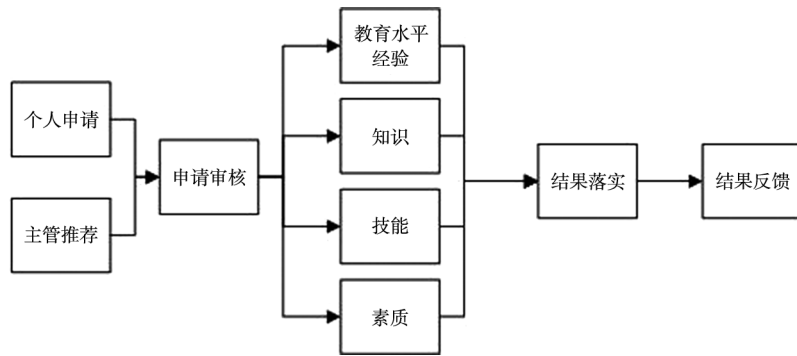 个人申请
主管推荐
申请审核
教育水平
经验
知识
技能
素质
结果落实
结果反馈